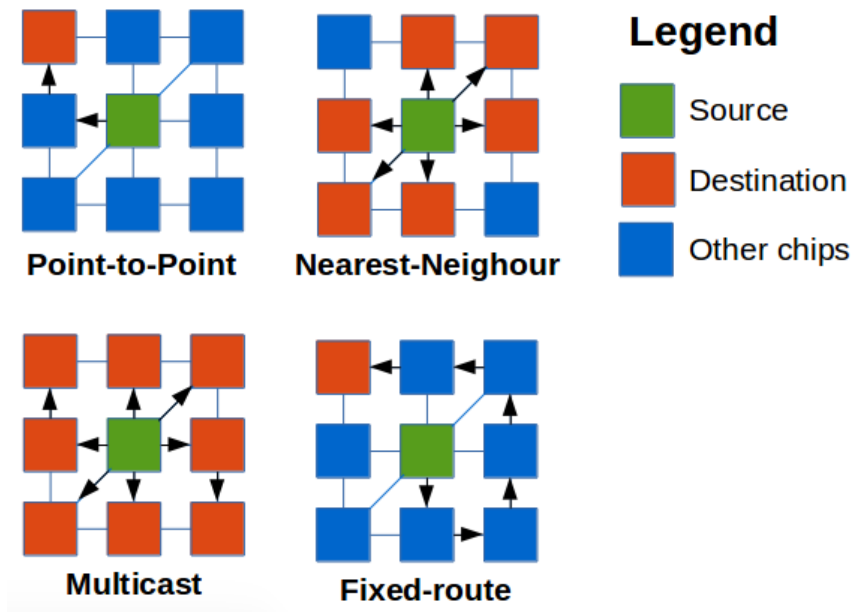 Legend
Source
Destination
Other chips
Point-to-Point
Nearest-Neighour
Multicast
Fixed-route